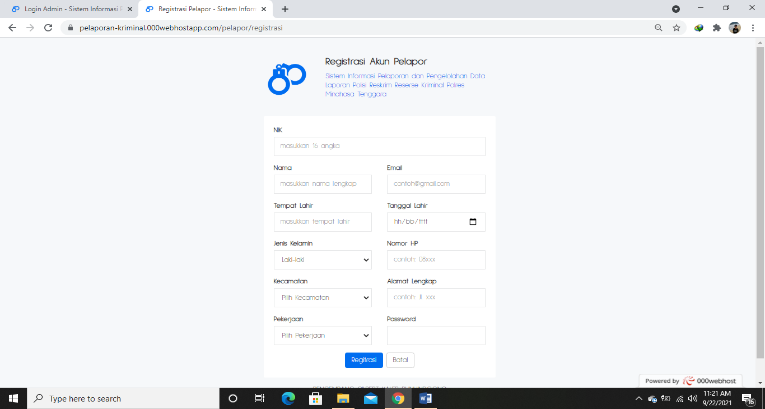 Login Admin - Sistem Informasi I
Registrasi Pelapor - Sistem Inform
pelaporan-kriminal.000webhostapp.com/pelapor/registrasi
Registrasi Akun Pelapor
Sistem Informasi Pelaporan dan Pengelolahan Data
Laporan Polisi Reskrim Reserse Kriminal Polres
Minahasa Tenggara
NIK
masukkan 16 angka
Nama
Email
masukkan nama lengkap
contoh@gmail.com
Tempat Lahir
Tanggal Lahir
masukkan tempat lahir
hh/bb/tttt
Jenis Kelamin
Nomor HP
Laki-laki
contoh: 08xxx
Kecamatan
Alamat Lengkap
Pilih Kecamatan
contoh: Jl. xxx
Pekerjaan
Password
Pilih Pekerjaan
Regitrasi
Batal
Powered by 000webhost
Type here to search
11:21 AM
9/22/2021